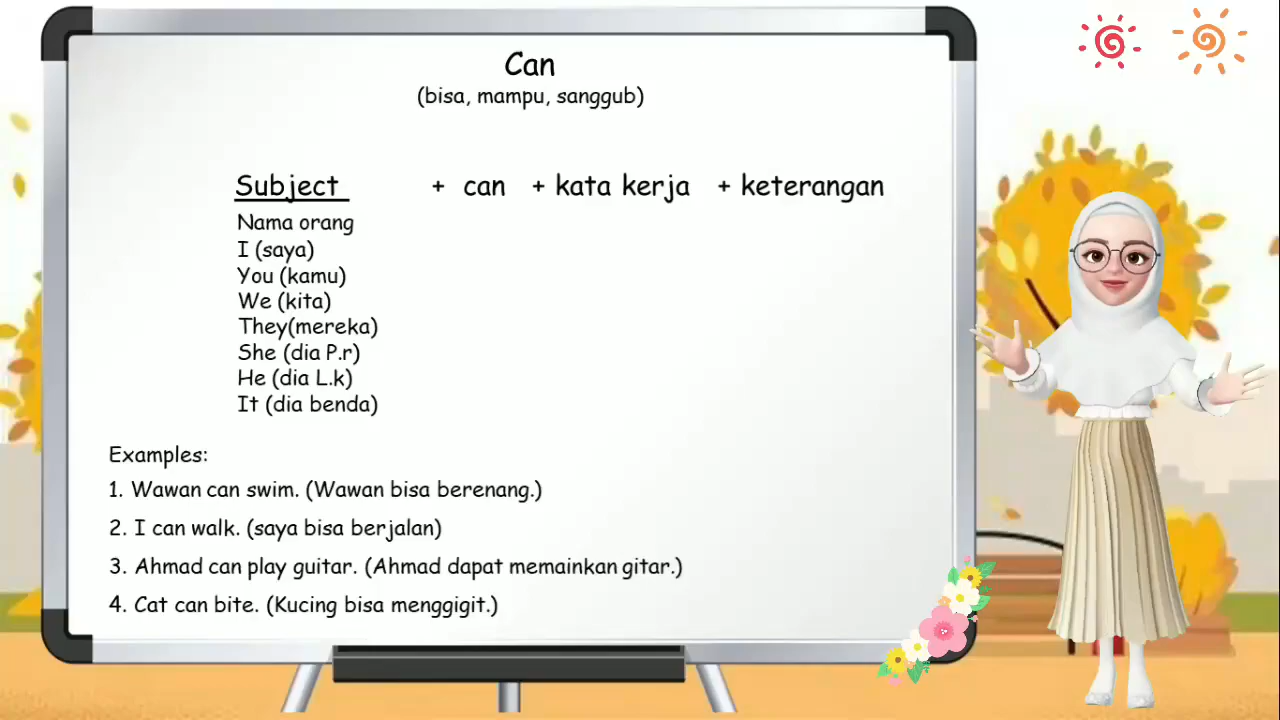 Can
(bisa, mampu, sanggub)
Subject + can + kata kerja + keterangan
Nama orang
I (saya)
You (kamu)
We (kita)
They(mereka)
She (dia P.r)
He (dia L.k)
It (dia benda)
Examples:
1. Wawan can swim. (Wawan bisa berenang.)
2. I can walk. (saya bisa berjalan)
3. Ahmad can play guitar. (Ahmad dapat memainkan gitar.)
4. Cat can bite. (Kucing bisa menggigit.)